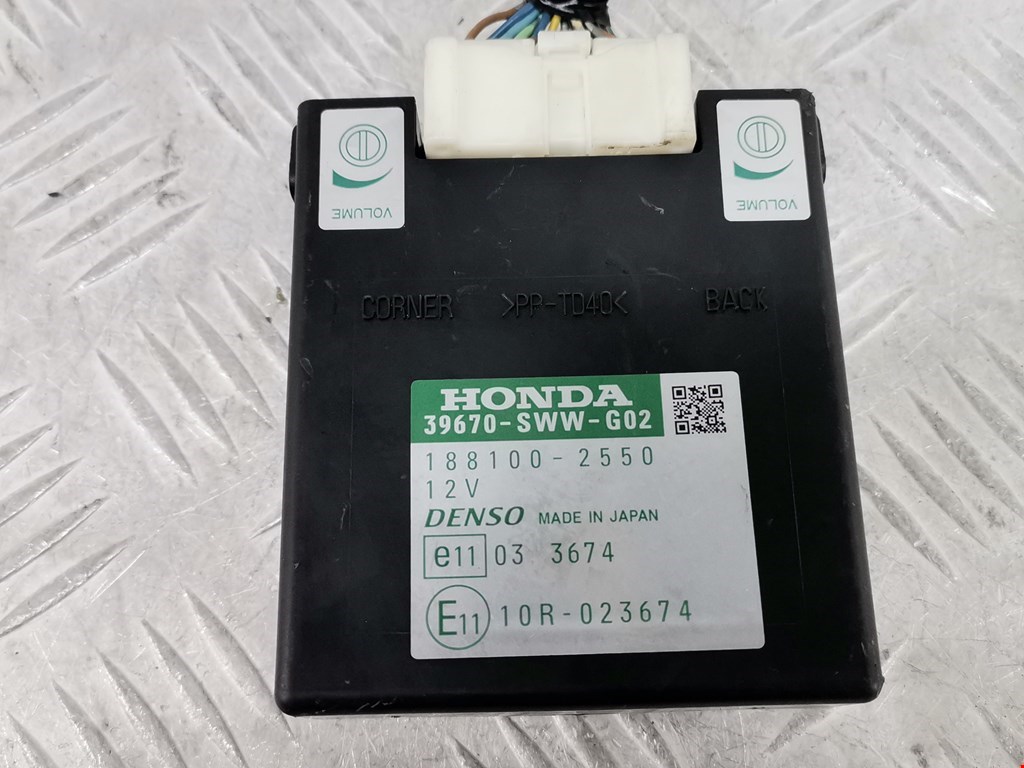 VOLUME
VOLUME
CORNER >PP-TD40< BACK
HONDA
39670-SWW-G02
188100-2550
12V
DENSO MADE IN JAPAN
e11 03 3674
E11 10R-023674